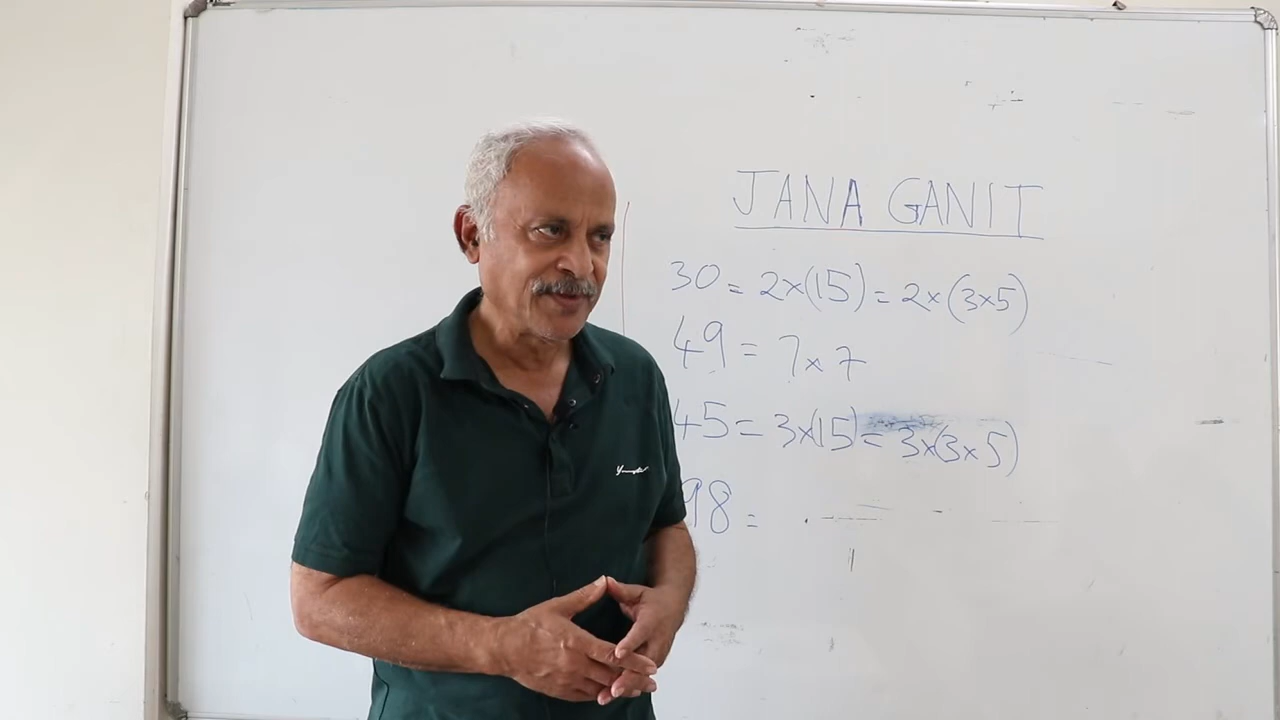 JANA GANIT
30 = 2×(15) = 2×(3×5)
49 = 7×7
45 = 3×(15) = 3×(3×5)
98 =